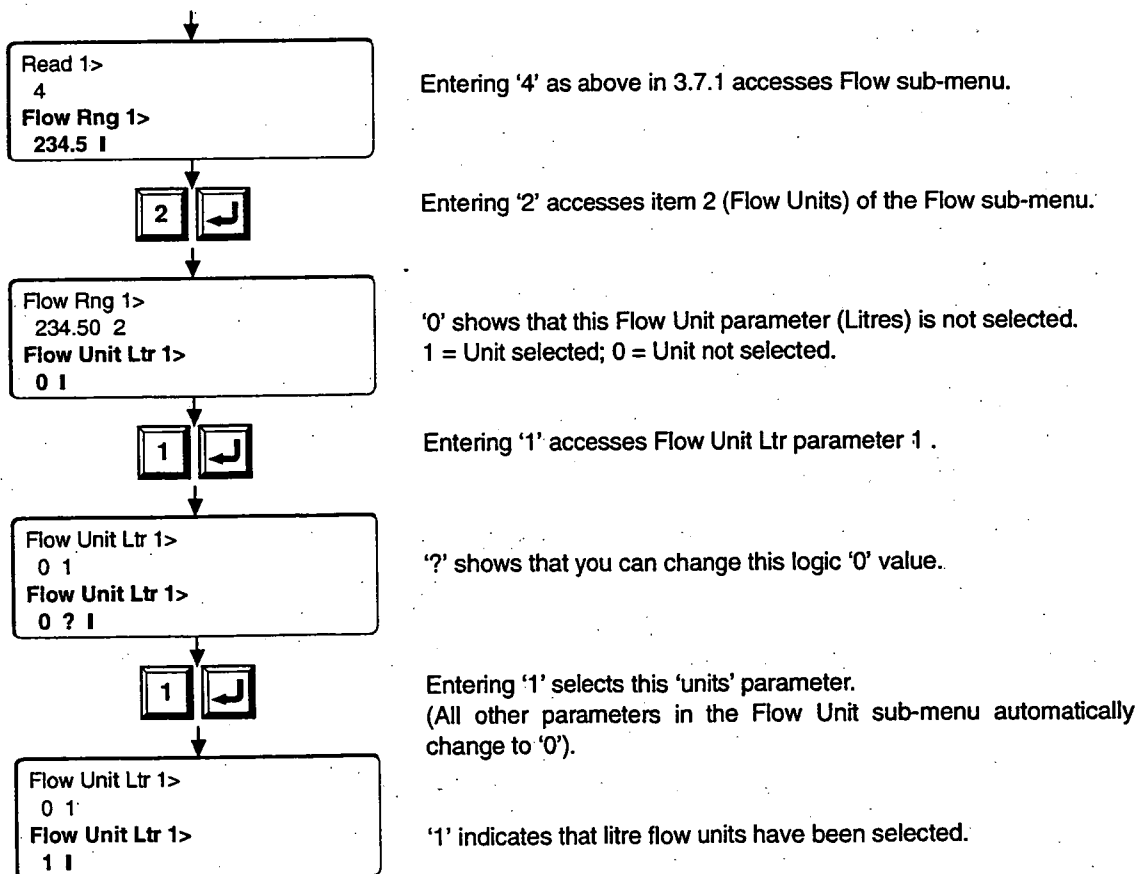 Read 1>
4
Flow Rng 1>
234.5 I
Entering ‘4’ as above in 3.7.1 accesses Flow sub-menu.
2
Entering ‘2’ accesses item 2 (Flow Units) of the Flow sub-menu.
Flow Rng 1>
234.50 2
Flow Unit Ltr 1>
0 I
‘0’ shows that this Flow Unit parameter (Litres) is not selected.
1 = Unit selected; 0 = Unit not selected.
1
Entering ‘1’ accesses Flow Unit Ltr parameter 1 .
Flow Unit Ltr 1>
0 1
Flow Unit Ltr 1>
0 ? I
‘?’ shows that you can change this logic ‘0’ value.
1
Entering ‘1’ selects this ‘units’ parameter.
(All other parameters in the Flow Unit sub-menu automatically
change to ‘0’).
Flow Unit Ltr 1>
0 1
Flow Unit Ltr 1>
1 I
‘1’ indicates that litre flow units have been selected.